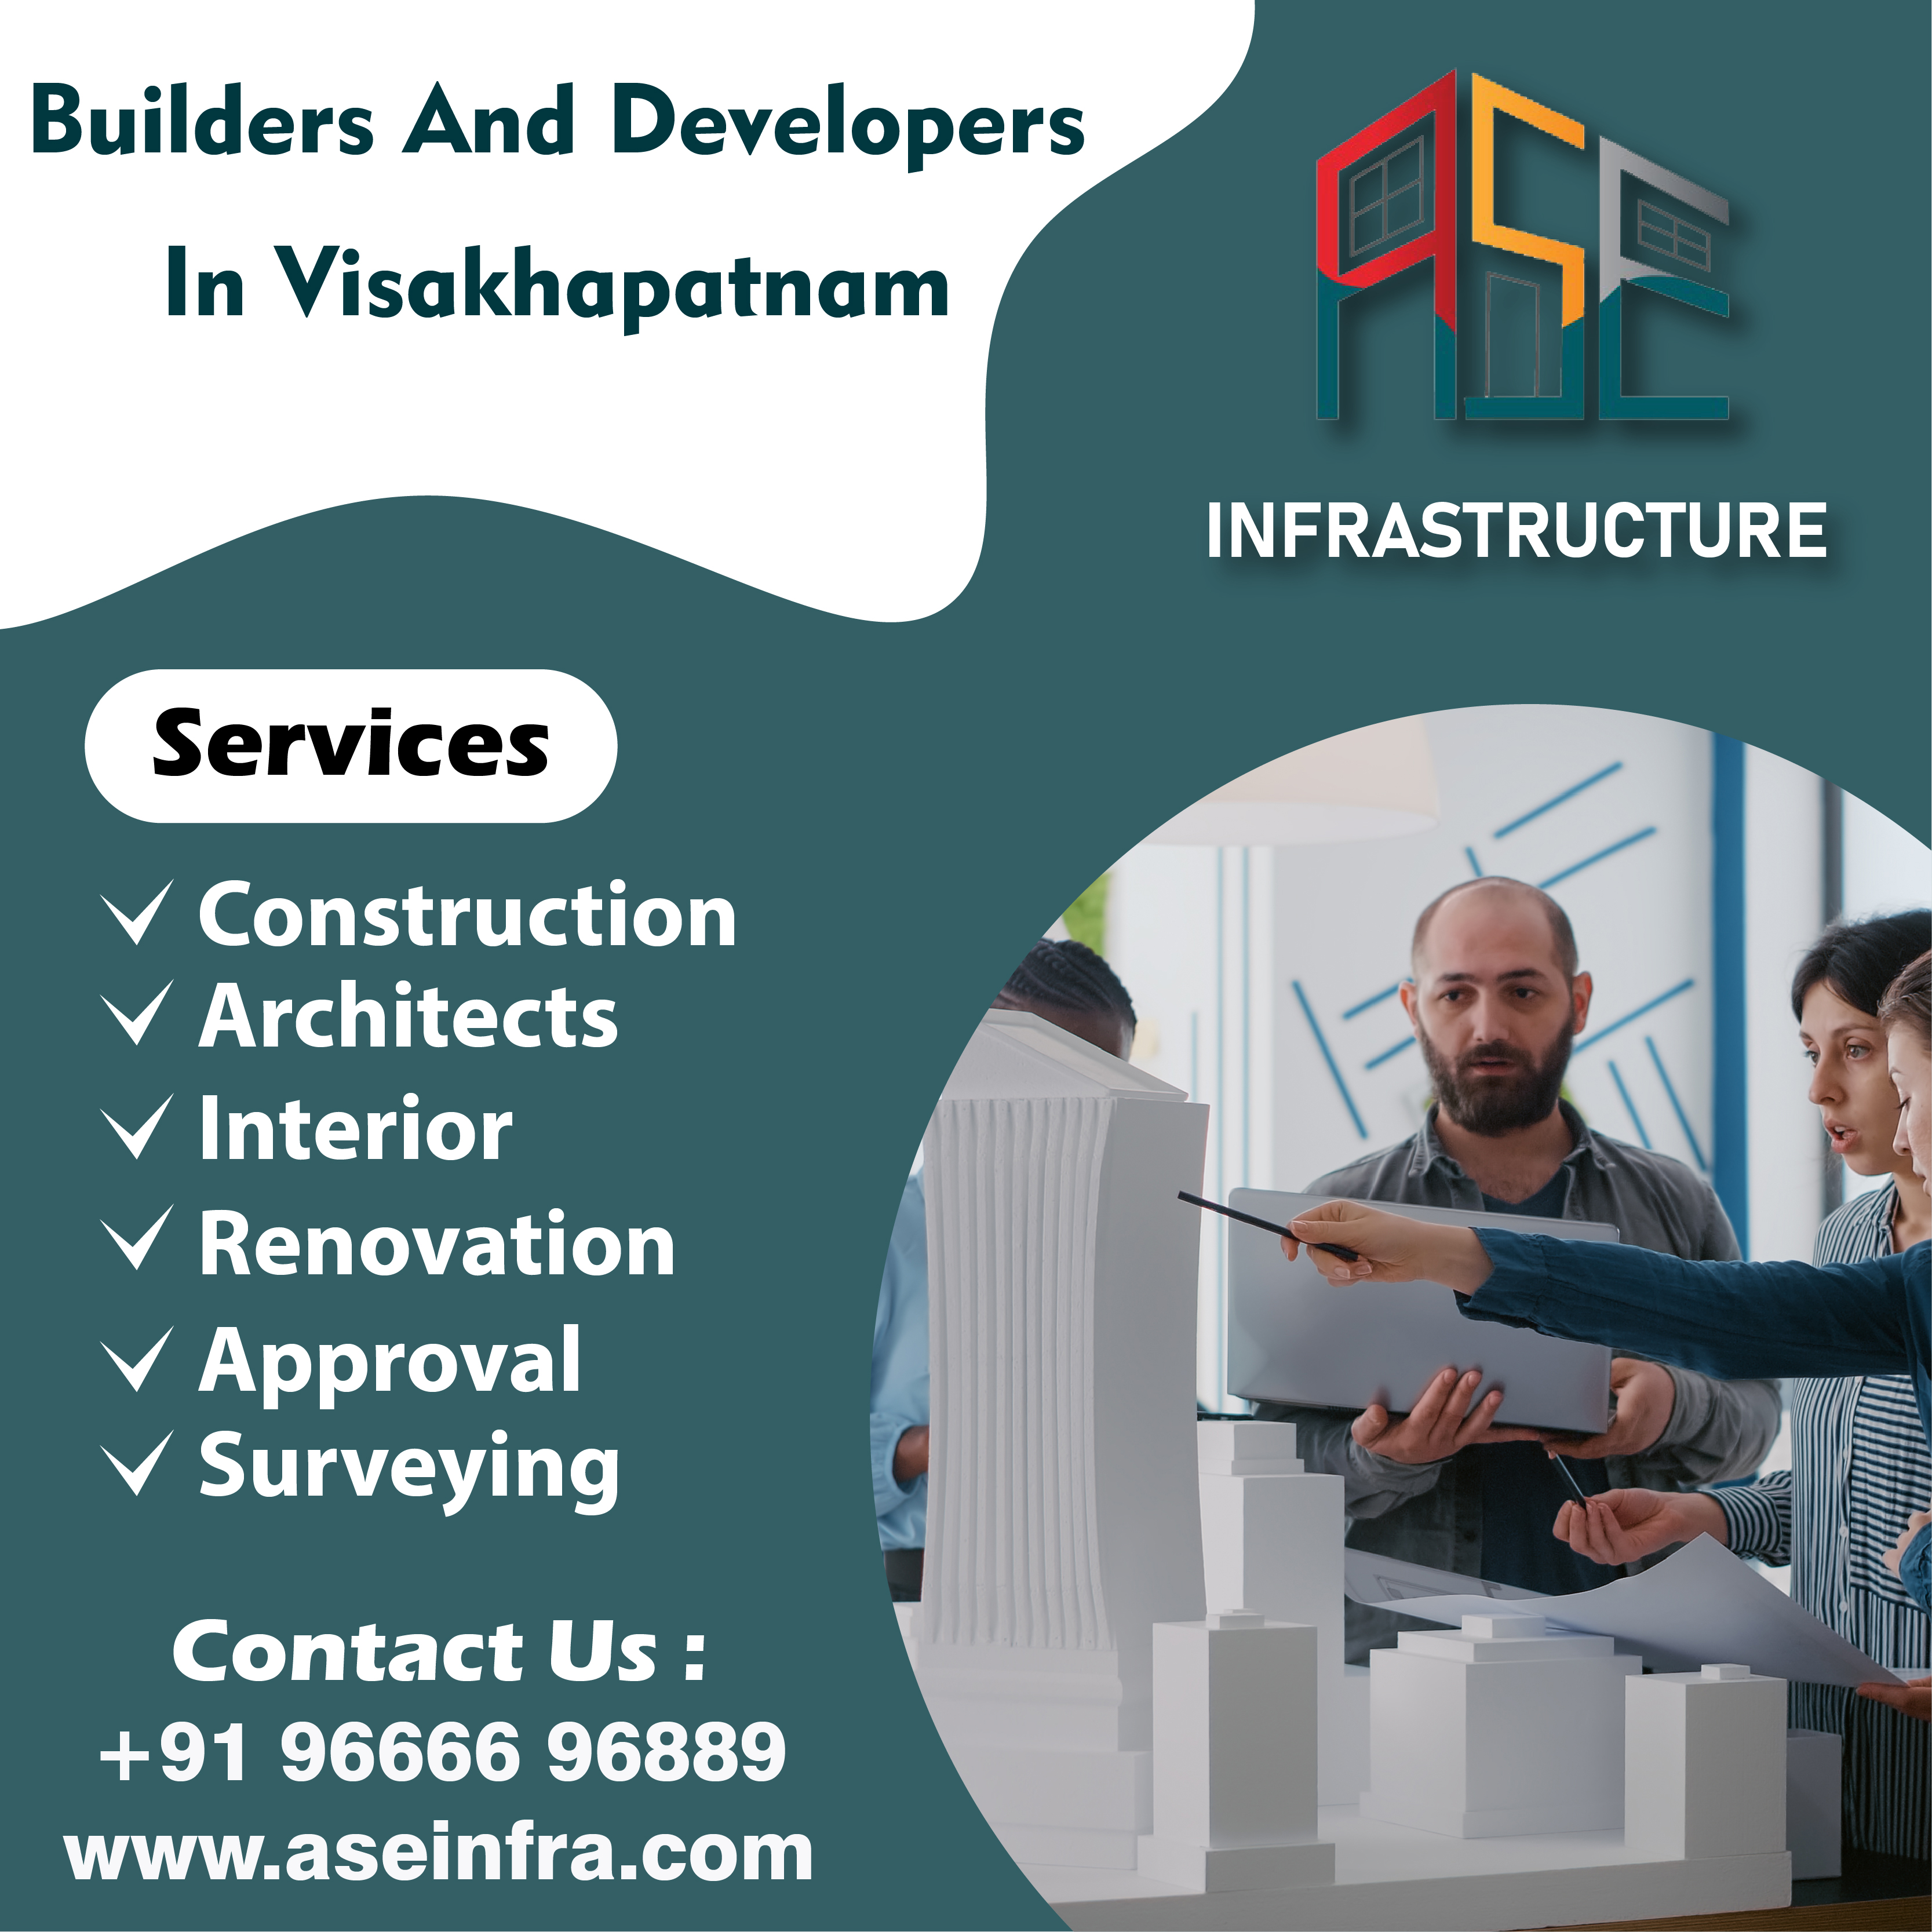 Builders And Developers
In Visakhapatnam
ASE
INFRASTRUCTURE
Services
Construction
Architects
Interior
Renovation
Approval
Surveying
Contact Us :
+91 96666 96889
www.aseinfra.com